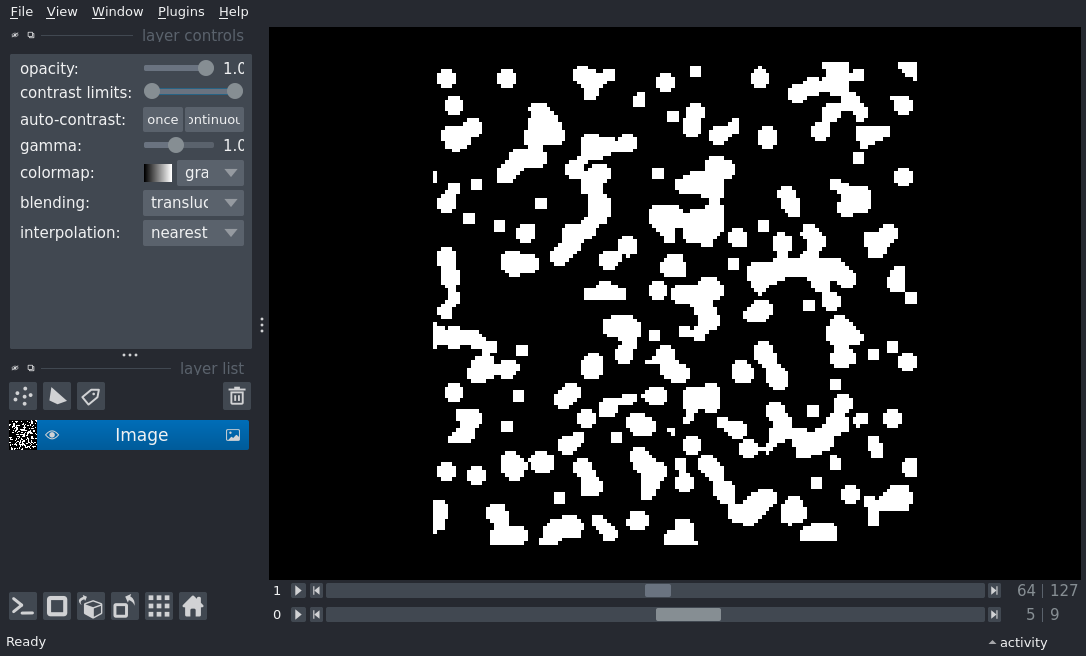 File View Window Plugins Help
layer controls
opacity: 1.0
contrast limits:
auto-contrast: once ontinuou
gamma: 1.0
colormap: gra
blending: transluc
interpolation: nearest
layer list
Image
1 64 127
0 5 9
Ready activity